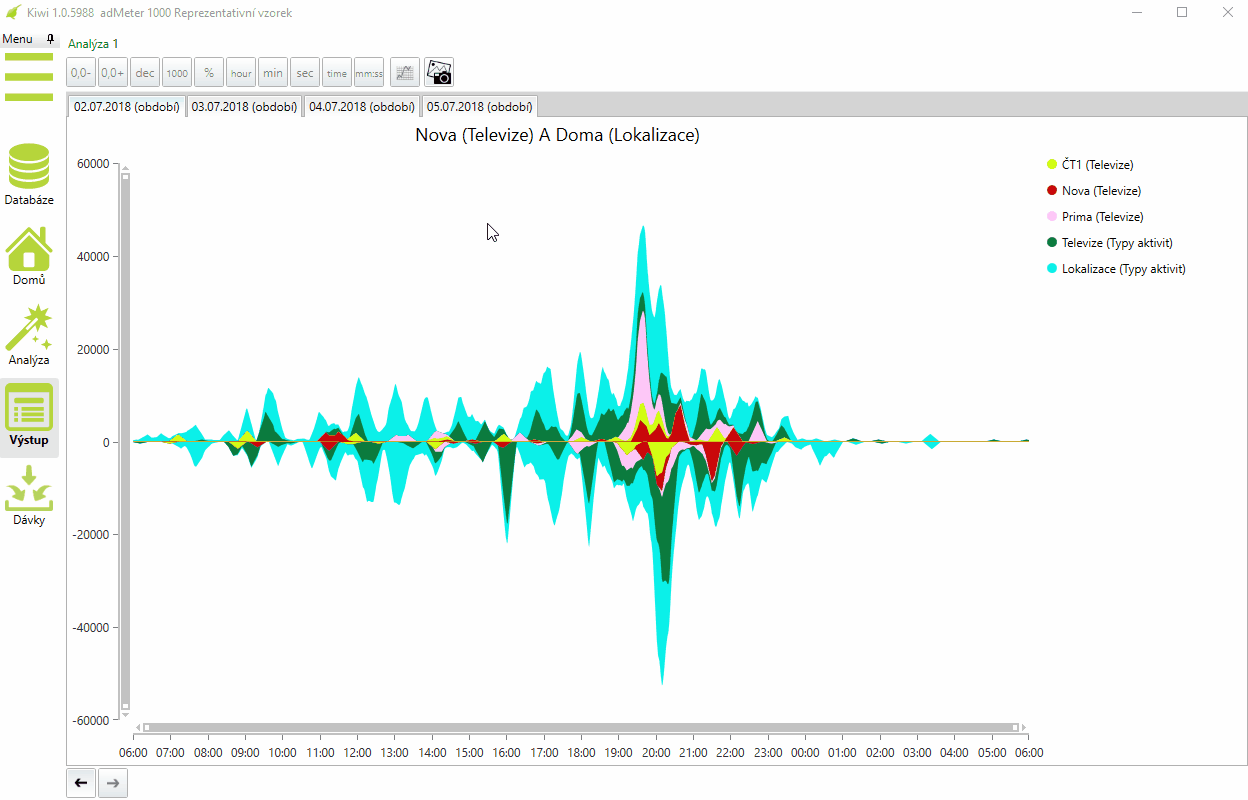 Kiwi 1.0.5988 adMeter 1000 Reprezentativní vzorek
Menu
Analýza 1
0,0- 0,0+ dec 1000 % hour min sec time mm:ss
02.07.2018 (období) 03.07.2018 (období) 04.07.2018 (období) 05.07.2018 (období)
Databáze
Domů
Analýza
Výstup
Dávky
Nova (Televize) A Doma (Lokalizace)
60000
40000
20000
0
-20000
-40000
-60000
06:00 07:00 08:00 09:00 10:00 11:00 12:00 13:00 14:00 15:00 16:00 17:00 18:00 19:00 20:00 21:00 22:00 23:00 00:00 01:00 02:00 03:00 04:00 05:00 06:00
ČT1 (Televize)
Nova (Televize)
Prima (Televize)
Televize (Typy aktivit)
Lokalizace (Typy aktivit)